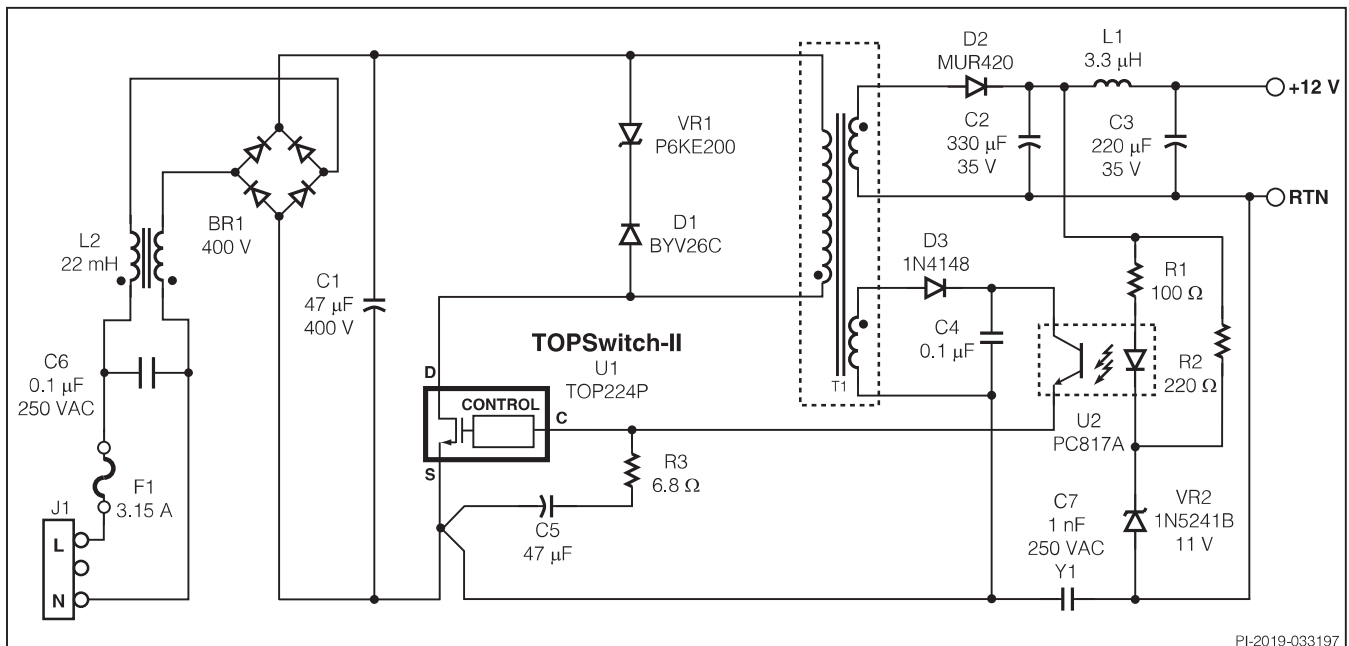 D2
MUR420
L1
3.3 µH
+12 V
C2
330 µF
35 V
C3
220 µF
35 V
RTN
VR1
P6KE200
D1
BYV26C
BR1
400 V
L2
22 mH
C1
47 µF
400 V
D3
1N4148
C4
0.1 µF
R1
100 Ω
R2
220 Ω
T1
TOPSwitch-II
U1
TOP224P
D
CONTROL
C
S
C6
0.1 µF
250 VAC
U2
PC817A
R3
6.8 Ω
F1
3.15 A
J1
L
N
C5
47 µF
C7
1 nF
250 VAC
Y1
VR2
1N5241B
11 V
PI-2019-033197